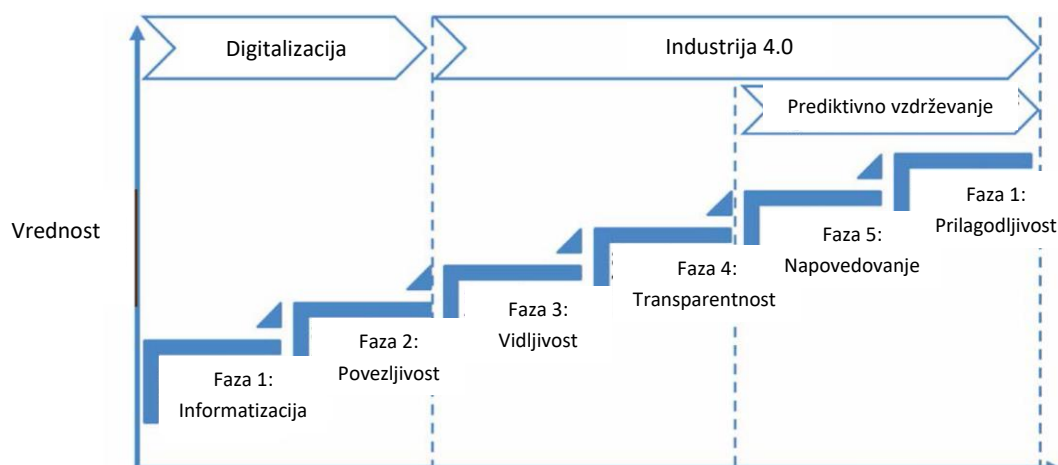 Digitalizacija
Industrija 4.0
Prediktivno vzdrževanje
Vrednost
Faza 1:
Informatizacija
Faza 2:
Povezljivost
Faza 3:
Vidljivost
Faza 4:
Transparentnost
Faza 5:
Napovedovanje
Faza 1:
Prilagodljivost